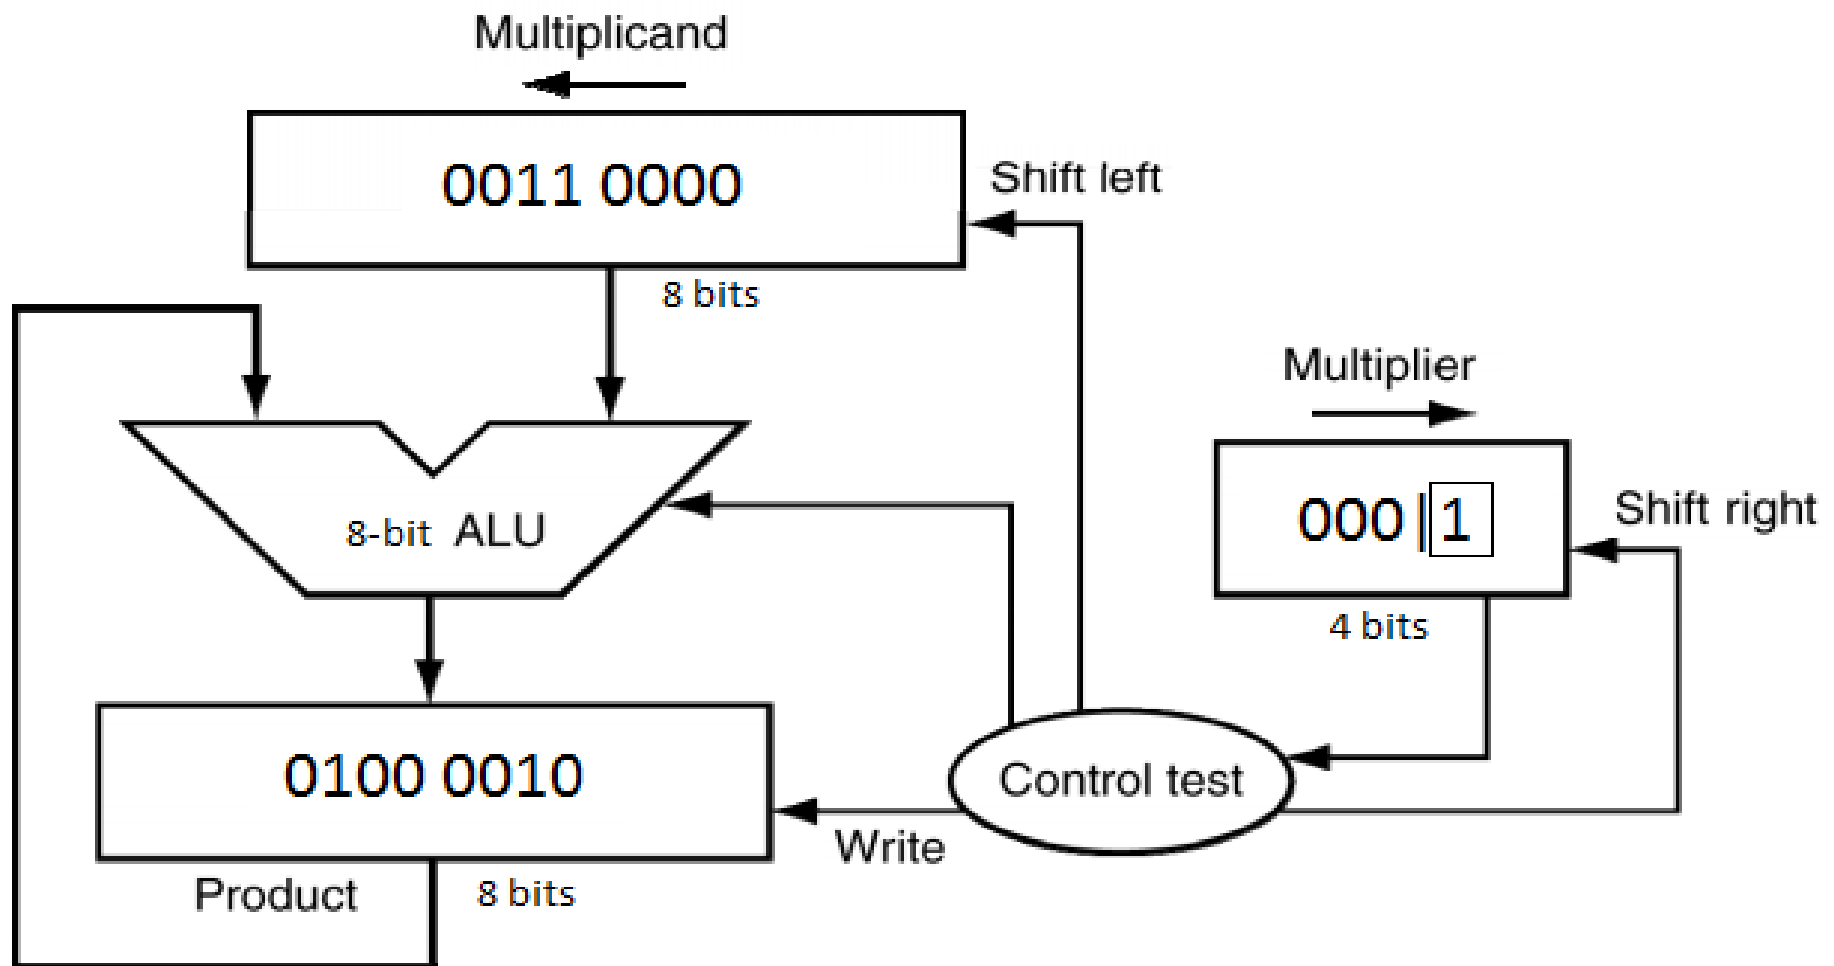 Multiplicand
0011 0000
Shift left
8 bits
Multiplier
8-bit ALU
000|1
Shift right
4 bits
0100 0010
Control test
Write
Product
8 bits